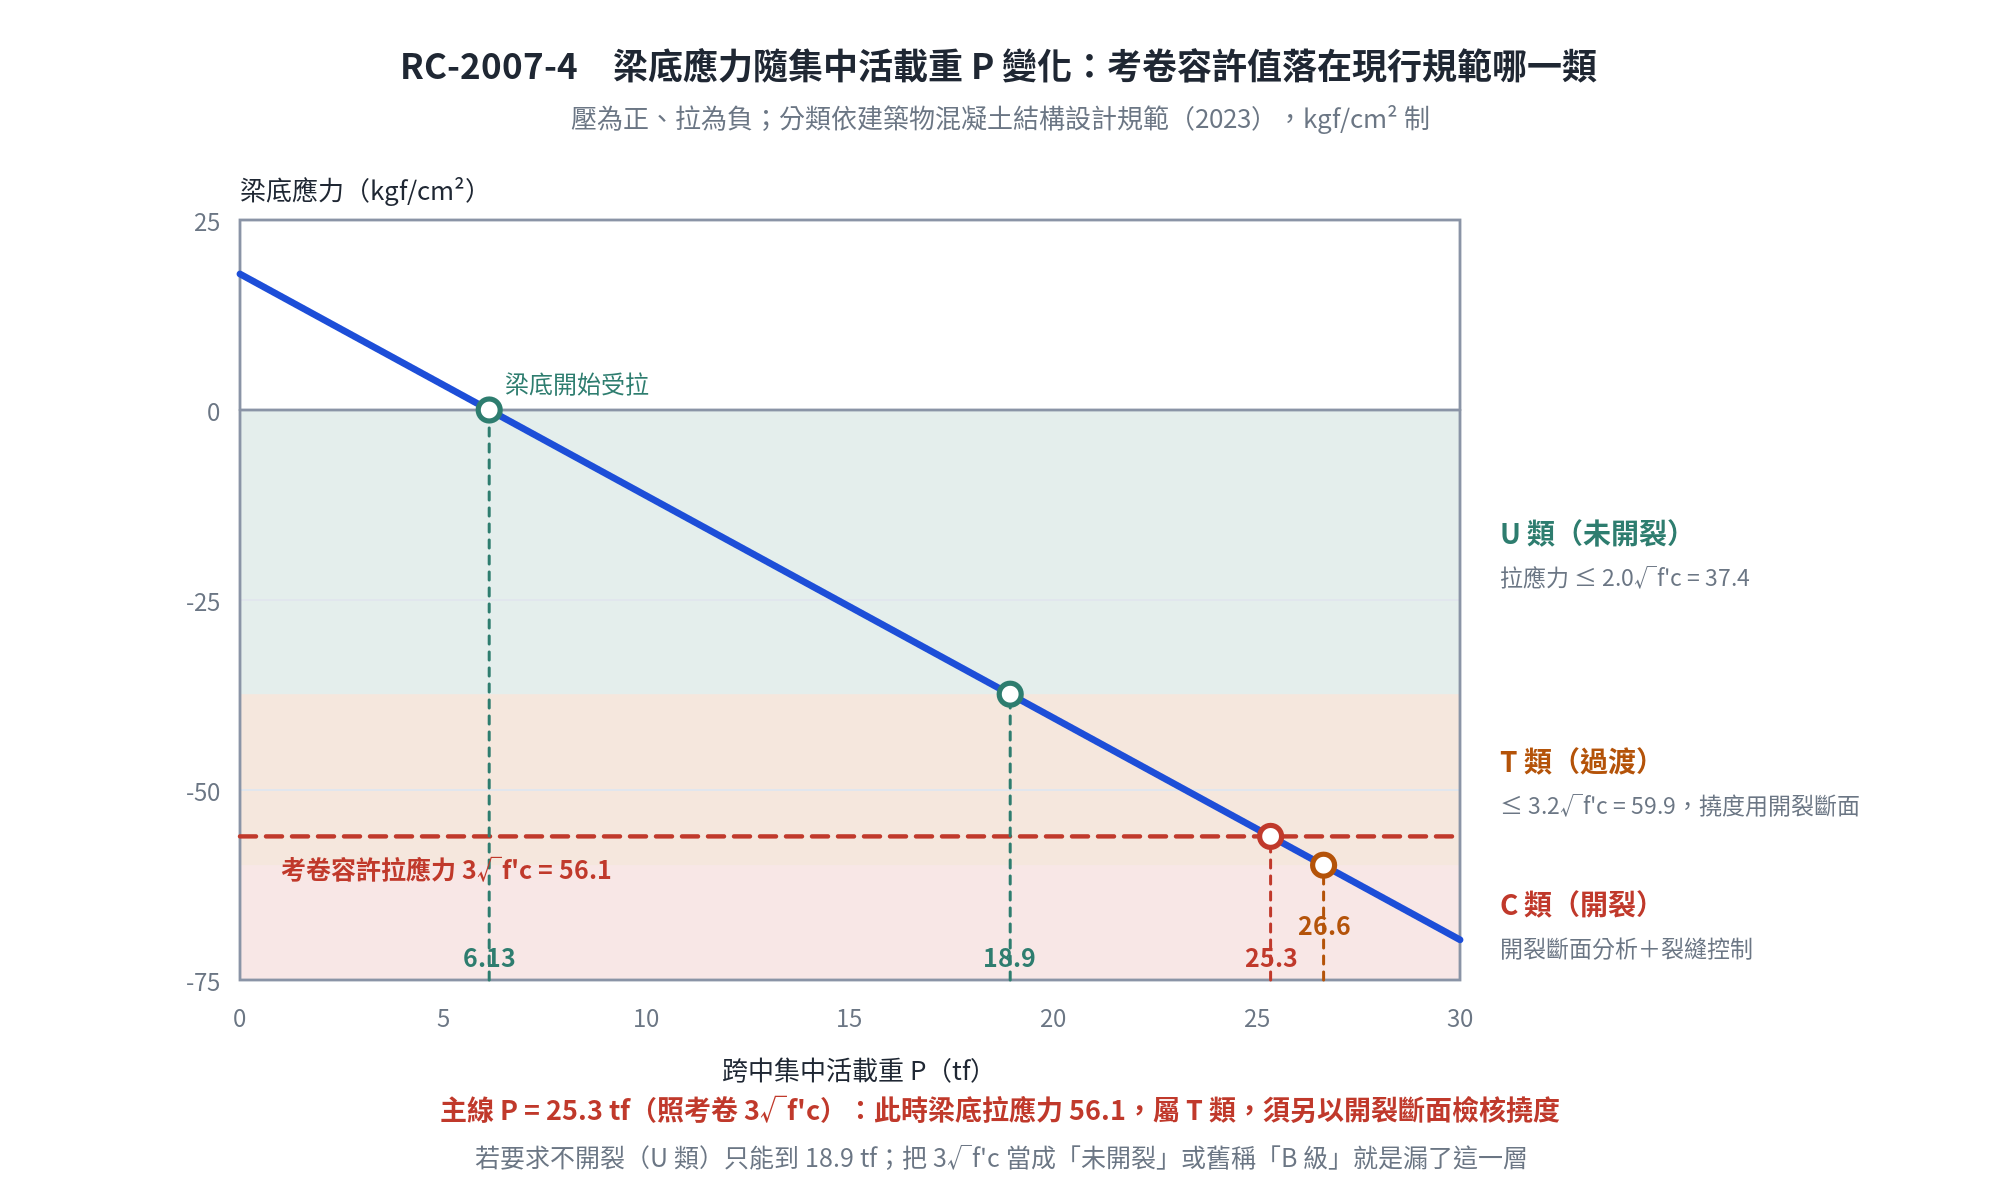 RC-2007-4　梁底應力隨集中活載重 P 變化：考卷容許值落在現行規範哪一類
壓為正、拉為負；分類依建築物混凝土結構設計規範（2023），kgf/cm² 制
梁底應力（kgf/cm²）
25
0
-25
-50
-75
梁底開始受拉
U 類（未開裂）
拉應力 ≤ 2.0√f'c = 37.4
T 類（過渡）
≤ 3.2√f'c = 59.9，撓度用開裂斷面
考卷容許拉應力 3√f'c = 56.1
C 類（開裂）
開裂斷面分析＋裂縫控制
6.13
18.9
25.3
26.6
0
5
10
15
20
25
30
跨中集中活載重 P（tf）
主線 P = 25.3 tf（照考卷 3√f'c）：此時梁底拉應力 56.1，屬 T 類，須另以開裂斷面檢核撓度
若要求不開裂（U 類）只能到 18.9 tf；把 3√f'c 當成「未開裂」或舊稱「B 級」就是漏了這一層